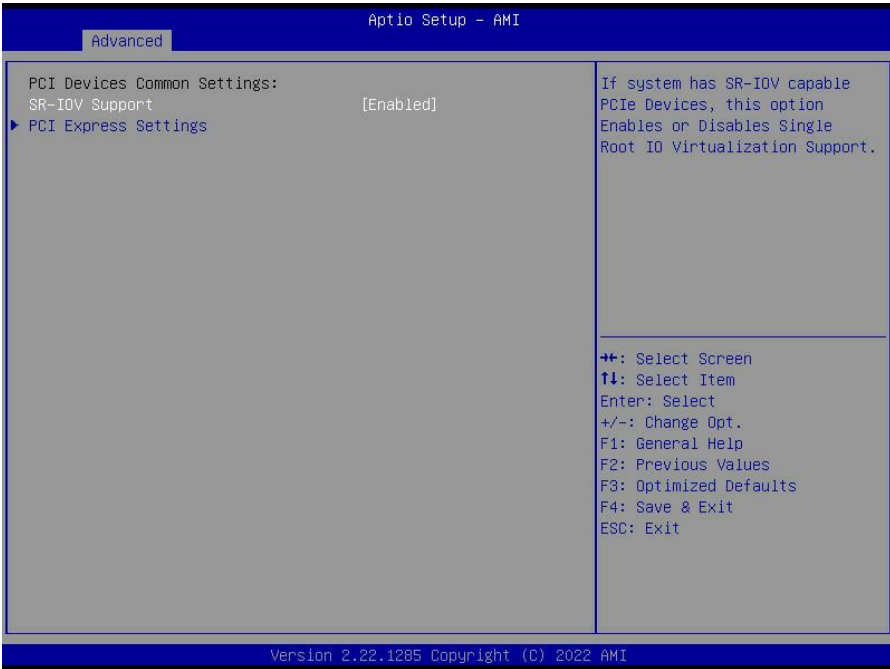 Aptio Setup – AMI
Advanced
PCI Devices Common Settings:
SR-IOV Support [Enabled]
▶ PCI Express Settings
If system has SR-IOV capable
PCIe Devices, this option
Enables or Disables Single
Root IO Virtualization Support.
→←: Select Screen
↑↓: Select Item
Enter: Select
+/-: Change Opt.
F1: General Help
F2: Previous Values
F3: Optimized Defaults
F4: Save & Exit
ESC: Exit
Version 2.22.1285 Copyright (C) 2022 AMI